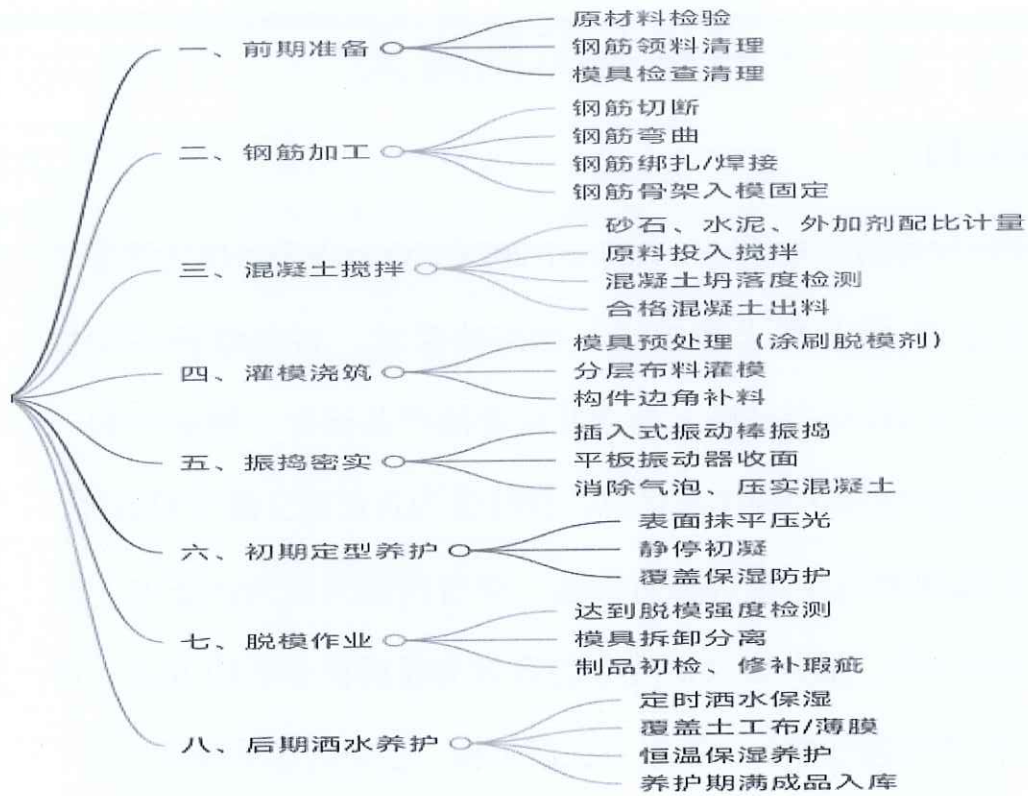 一、前期准备
原材料检验
钢筋领料清理
模具检查清理
二、钢筋加工
钢筋切断
钢筋弯曲
钢筋绑扎/焊接
钢筋骨架入模固定
三、混凝土搅拌
砂石、水泥、外加剂配比计量
原料投入搅拌
混凝土坍落度检测
合格混凝土出料
四、灌模浇筑
模具预处理（涂刷脱模剂）
分层布料灌模
构件边角补料
五、振捣密实
插入式振动棒振捣
平板振动器收面
消除气泡、压实混凝土
六、初期定型养护
表面抹平压光
静停初凝
覆盖保湿防护
七、脱模作业
达到脱模强度检测
模具拆卸分离
制品初检、修补瑕疵
八、后期洒水养护
定时洒水保湿
覆盖土工布/薄膜
恒温保湿养护
养护期满成品入库